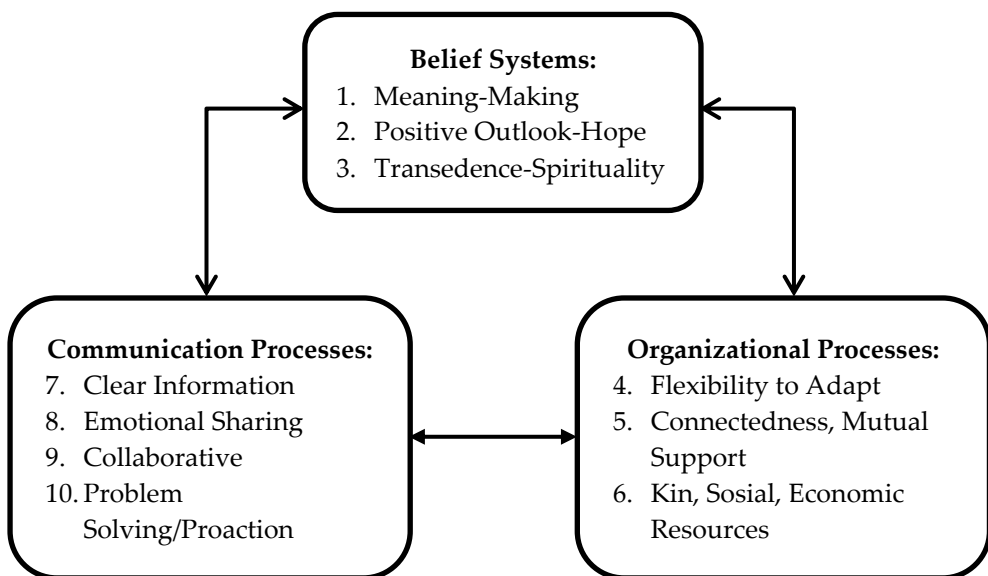 Belief Systems:
1. Meaning-Making
2. Positive Outlook-Hope
3. Transedence-Spirituality
Communication Processes:
7. Clear Information
8. Emotional Sharing
9. Collaborative
10. Problem
Solving/Proaction
Organizational Processes:
4. Flexibility to Adapt
5. Connectedness, Mutual
Support
6. Kin, Sosial, Economic
Resources